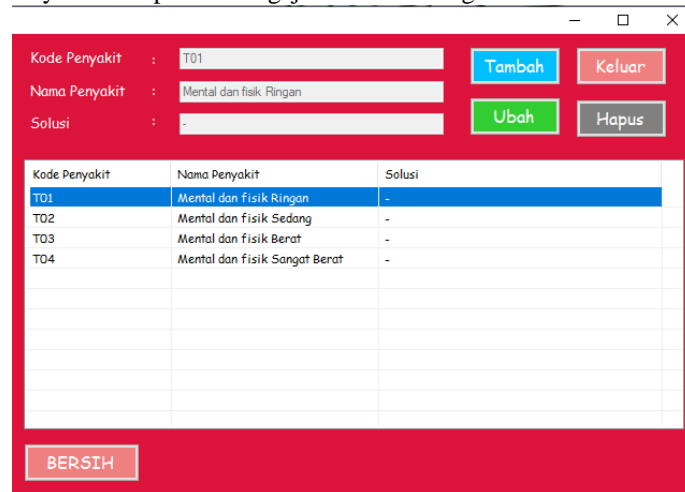 Kode Penyakit : T01
Nama Penyakit : Mental dan fisik Ringan
Solusi : -
Tambah Keluar
Ubah Hapus
Kode Penyakit Nama Penyakit Solusi
T01 Mental dan fisik Ringan -
T02 Mental dan fisik Sedang -
T03 Mental dan fisik Berat -
T04 Mental dan fisik Sangat Berat -
BERSIH